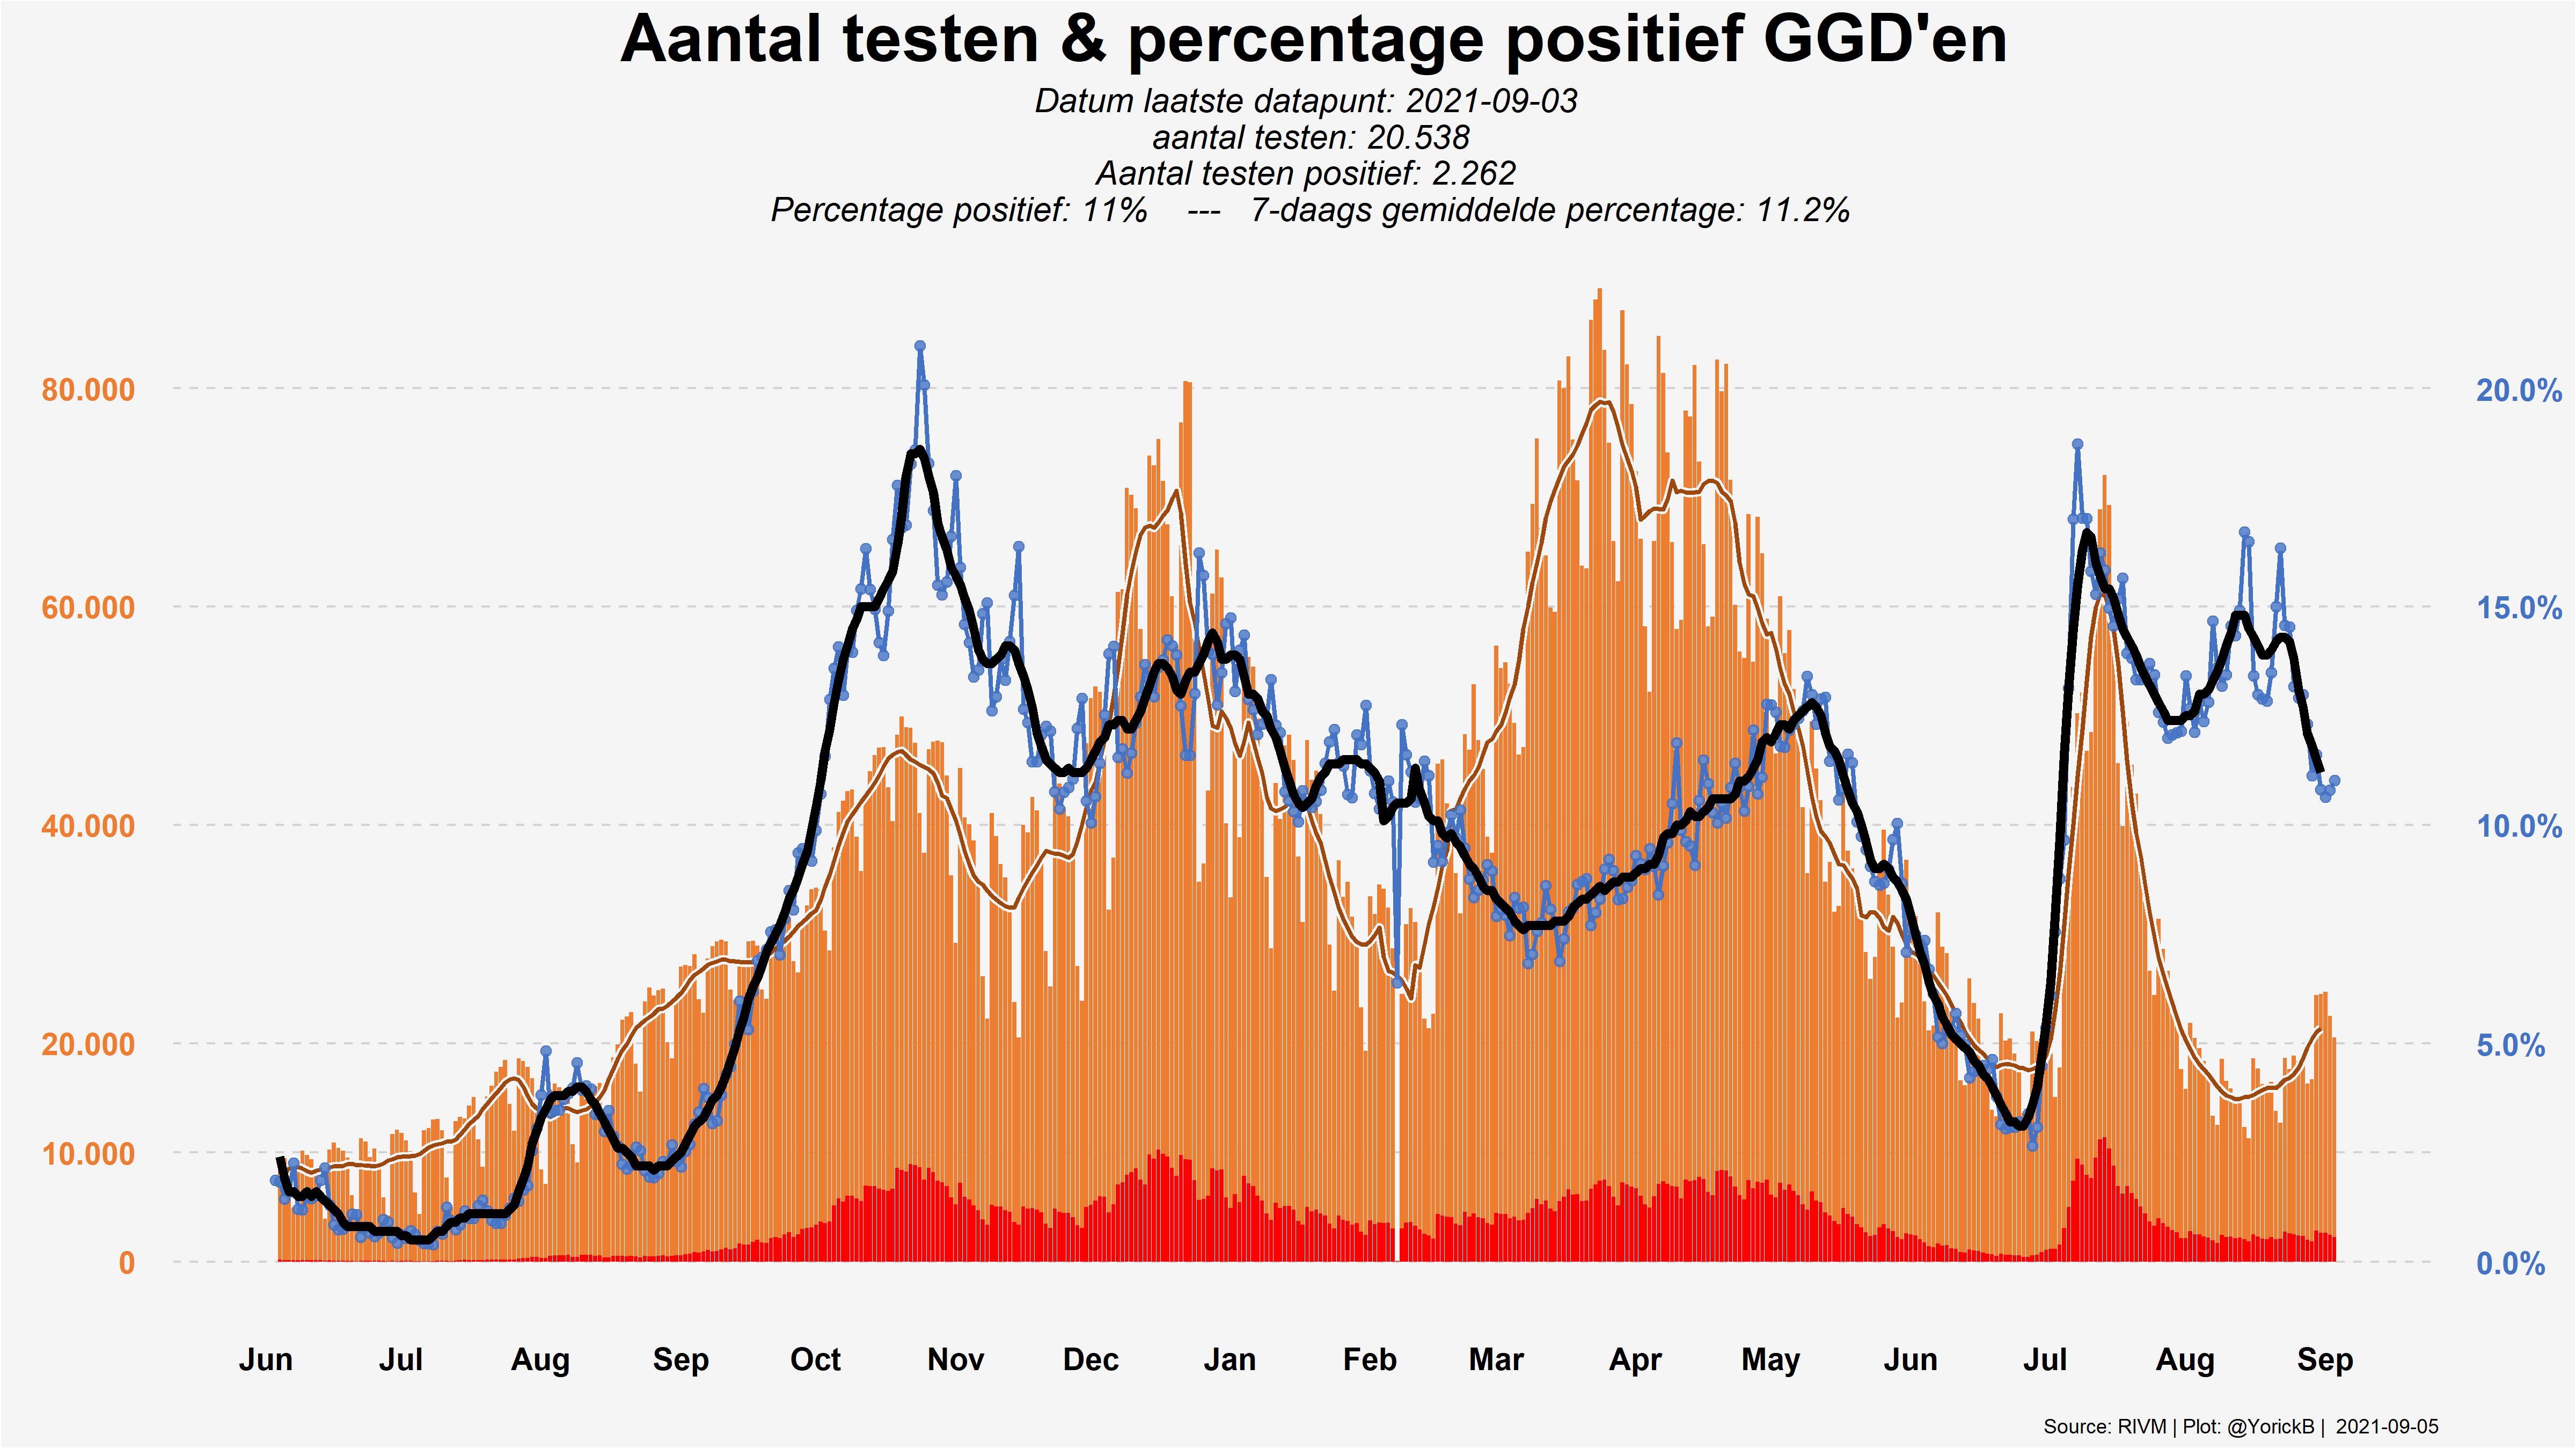 Aantal testen & percentage positief GGD'en
Datum laatste datapunt: 2021-09-03
aantal testen: 20.538
Aantal testen positief: 2.262
Percentage positief: 11% --- 7-daags gemiddelde percentage: 11.2%
80.000 20.0%
60.000 15.0%
40.000 10.0%
20.000 5.0%
10.000
0 0.0%
Jun Jul Aug Sep Oct Nov Dec Jan Feb Mar Apr May Jun Jul Aug Sep
Source: RIVM | Plot: @YorickB | 2021-09-05